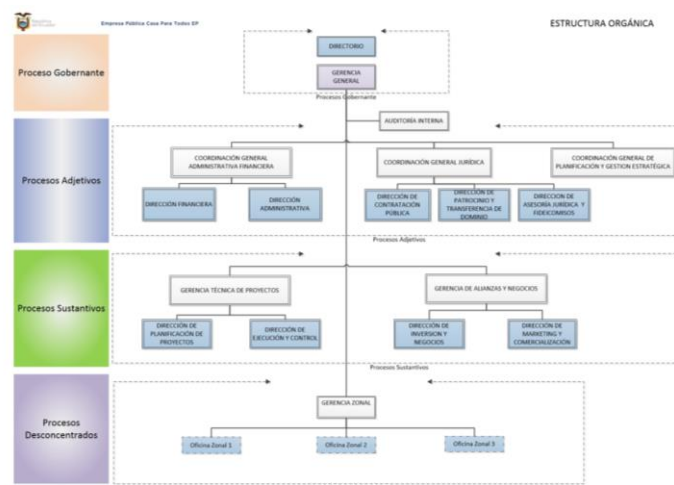 República
del Ecuador
Empresa Pública Casa Para Todos EP
ESTRUCTURA ORGÁNICA
Proceso Gobernante
DIRECTORIO
GERENCIA
GENERAL
Procesos Gobernante
AUDITORÍA INTERNA
Procesos Adjetivos
COORDINACIÓN GENERAL
ADMINISTRATIVA FINANCIERA
COORDINACIÓN GENERAL JURÍDICA
COORDINACIÓN GENERAL DE
PLANIFICACIÓN Y GESTION ESTRATÉGICA
DIRECCIÓN FINANCIERA
DIRECCIÓN
ADMINISTRATIVA
DIRECCIÓN DE
CONTRATACIÓN
PÚBLICA
DIRECCIÓN DE
PATROCINIO Y
TRANSFERENCIA DE
DOMINIO
DIRECCION DE
ASESORÍA JURÍDICA Y
FIDEICOMISOS
Procesos Adjetivos
Procesos Sustantivos
GERENCIA TÉCNICA DE PROYECTOS
GERENCIA DE ALIANZAS Y NEGOCIOS
DIRECCIÓN DE
PLANIFICACIÓN DE
PROYECTOS
DIRECCIÓN DE
EJECUCIÓN Y CONTROL
DIRECCIÓN DE
INVERSION Y
NEGOCIOS
DIRECCIÓN DE
MARKETING Y
COMERCIALIZACIÓN
Procesos Sustantivos
Procesos
Desconcentrados
GERENCIA ZONAL
Oficina Zonal 1
Oficina Zonal 2
Oficina Zonal 3